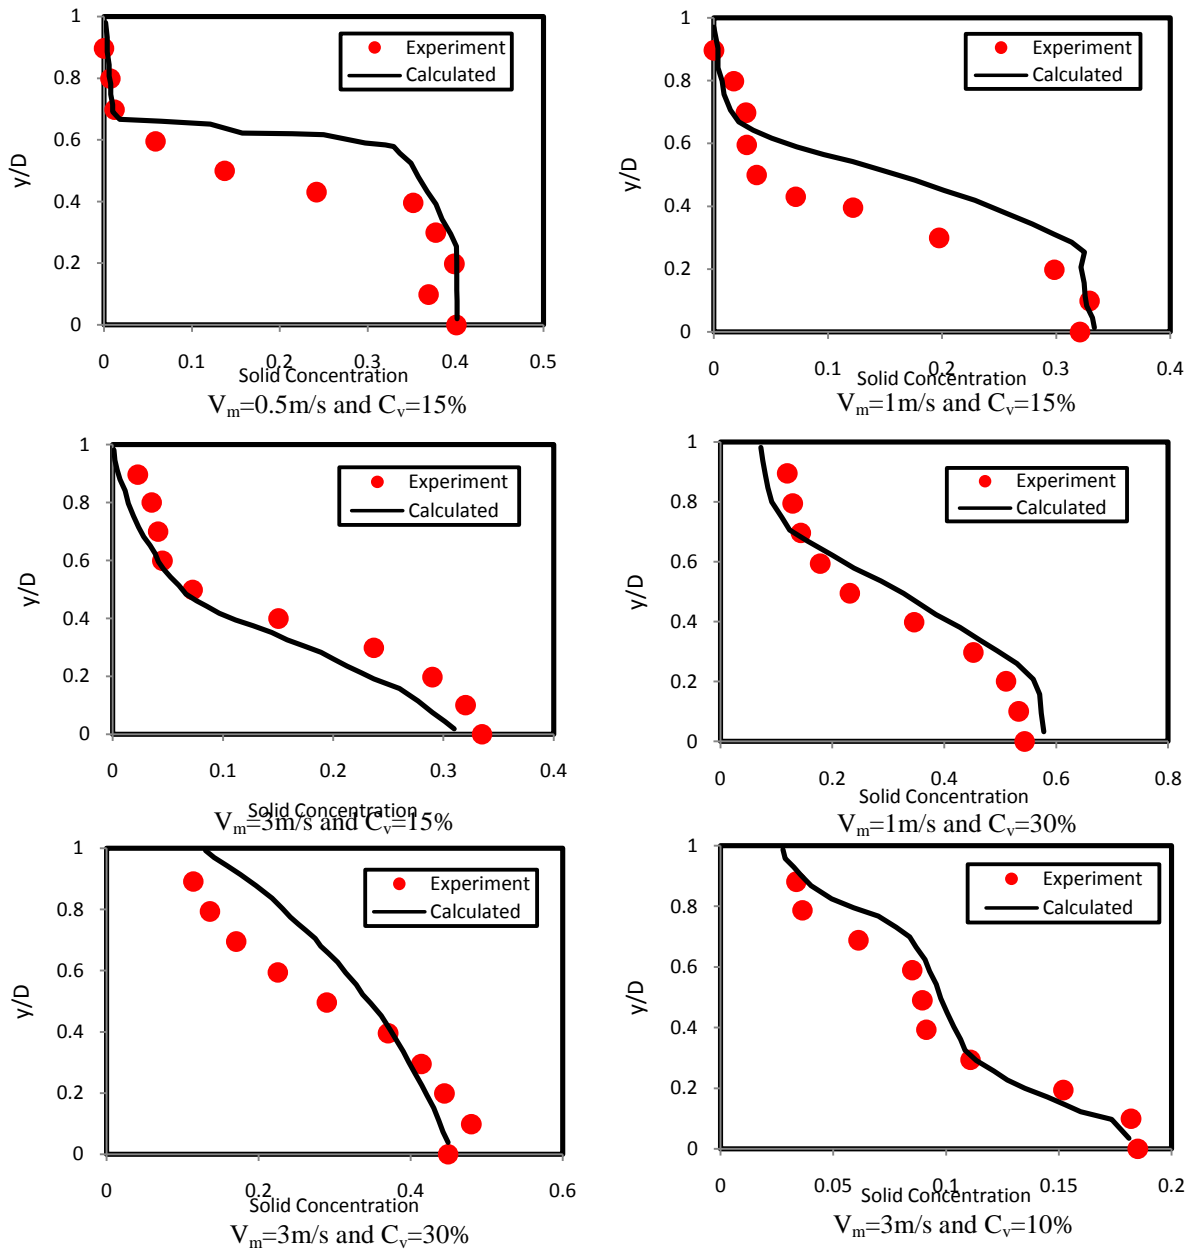 1
0.8
0.6
0.4
0.2
0
y/D
Experiment
Calculated
0 0.1 0.2 0.3 0.4 0.5
Solid Concentration
Vm=0.5m/s and Cv=15%
1
0.8
0.6
0.4
0.2
0
y/D
Experiment
Calculated
0 0.1 0.2 0.3 0.4
Solid Concentration
Vm=1m/s and Cv=15%
1
0.8
0.6
0.4
0.2
0
y/D
Experiment
Calculated
0 0.1 0.2 0.3 0.4
Solid Concentration
Vm=3m/s and Cv=15%
1
0.8
0.6
0.4
0.2
0
y/D
Experiment
Calculated
0 0.2 0.4 0.6 0.8
Solid Concentration
Vm=1m/s and Cv=30%
1
0.8
0.6
0.4
0.2
0
y/D
Experiment
Calculated
0 0.2 0.4 0.6
Solid Concentration
Vm=3m/s and Cv=30%
1
0.8
0.6
0.4
0.2
0
y/D
Experiment
Calculated
0 0.05 0.1 0.15 0.2
Solid Concentration
Vm=3m/s and Cv=10%